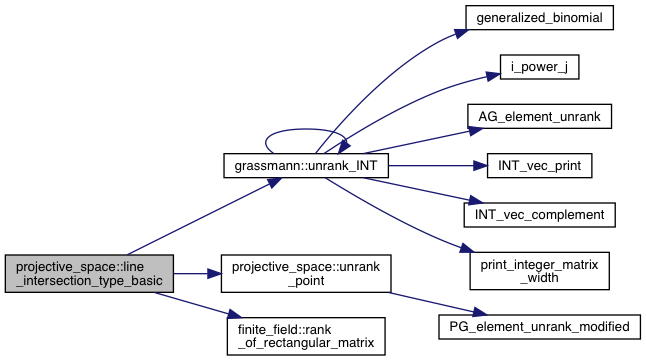 generalized_binomial
i_power_j
AG_element_unrank
grassmann::unrank_INT
INT_vec_print
INT_vec_complement
projective_space::line
_intersection_type_basic
projective_space::unrank
_point
print_integer_matrix
_width
finite_field::rank
_of_rectangular_matrix
PG_element_unrank_modified